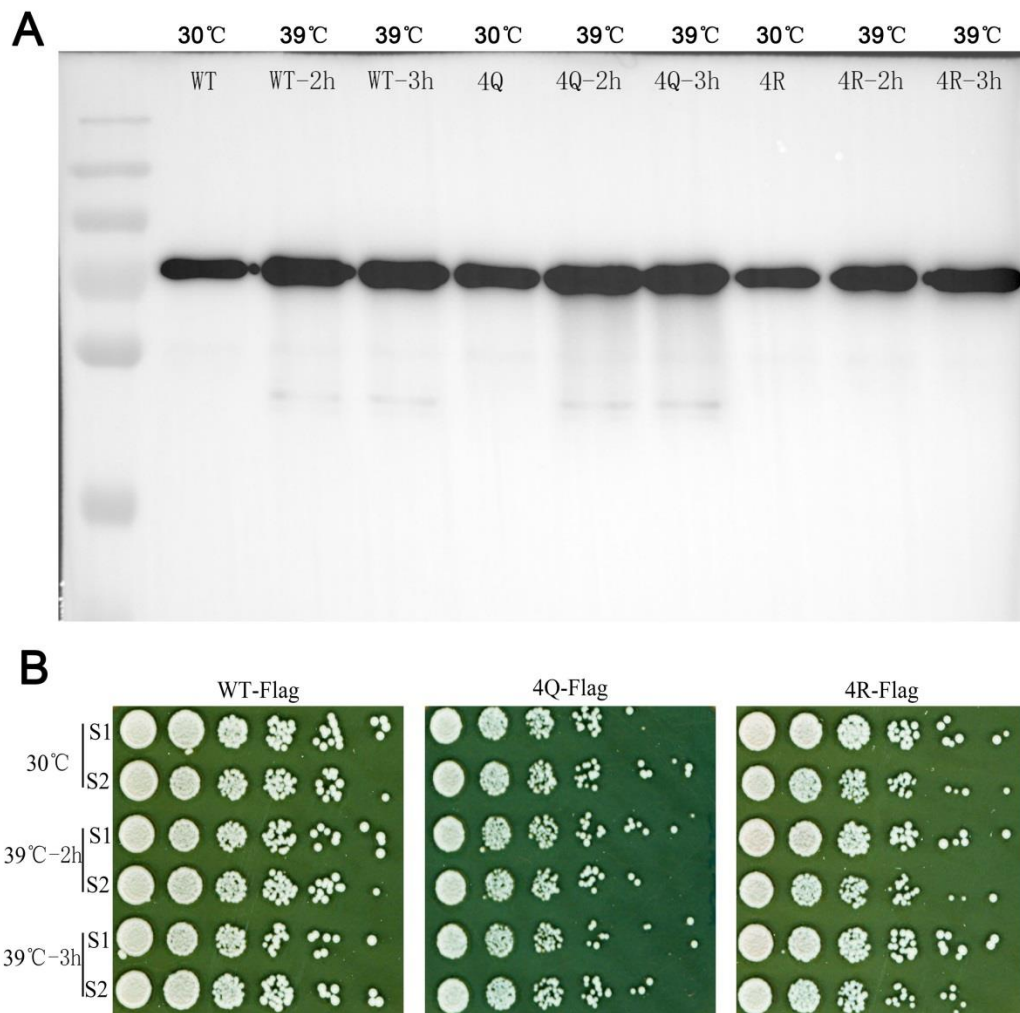 A
30℃ 39℃ 39℃ 30℃ 39℃ 39℃ 30℃ 39℃ 39℃
WT WT-2h WT-3h 4Q 4Q-2h 4Q-3h 4R 4R-2h 4R-3h
B
WT-Flag 4Q-Flag 4R-Flag
30℃
S1
S2
39℃-2h
S1
S2
39℃-3h
S1
S2